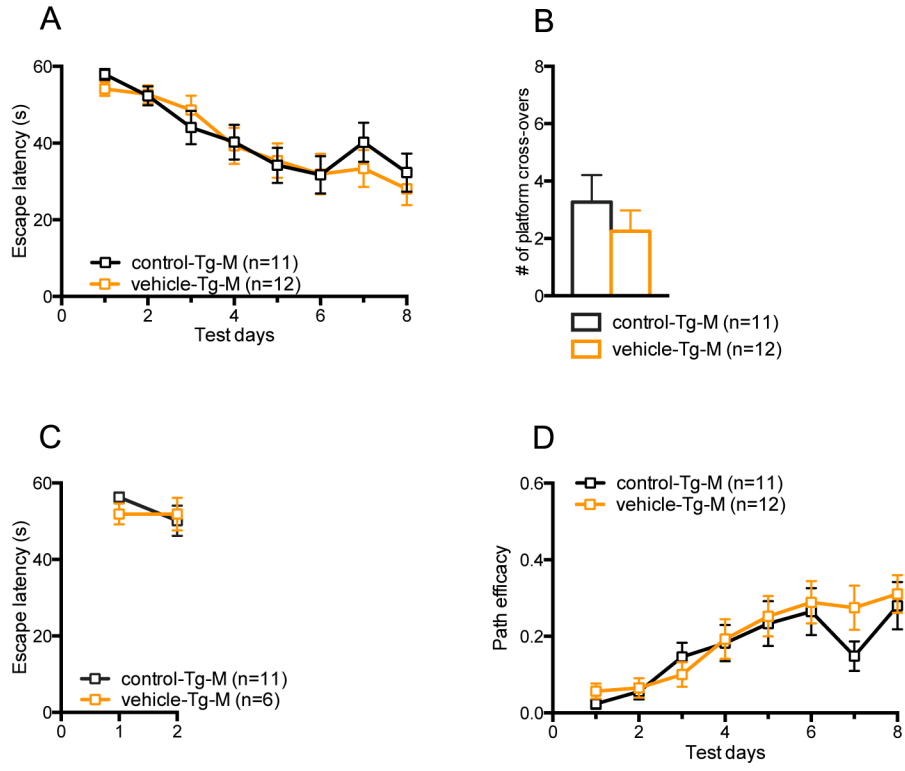 A
Escape latency (s)
60
40
20
0
control-Tg-M (n=11)
vehicle-Tg-M (n=12)
0 2 4 6 8
Test days
B
# of platform cross-overs
8
6
4
2
0
control-Tg-M (n=11)
vehicle-Tg-M (n=12)
C
Escape latency (s)
60
40
20
0
control-Tg-M (n=11)
vehicle-Tg-M (n=6)
0 1 2
D
Path efficacy
0.6
0.4
0.2
0.0
control-Tg-M (n=11)
vehicle-Tg-M (n=12)
0 2 4 6 8
Test days